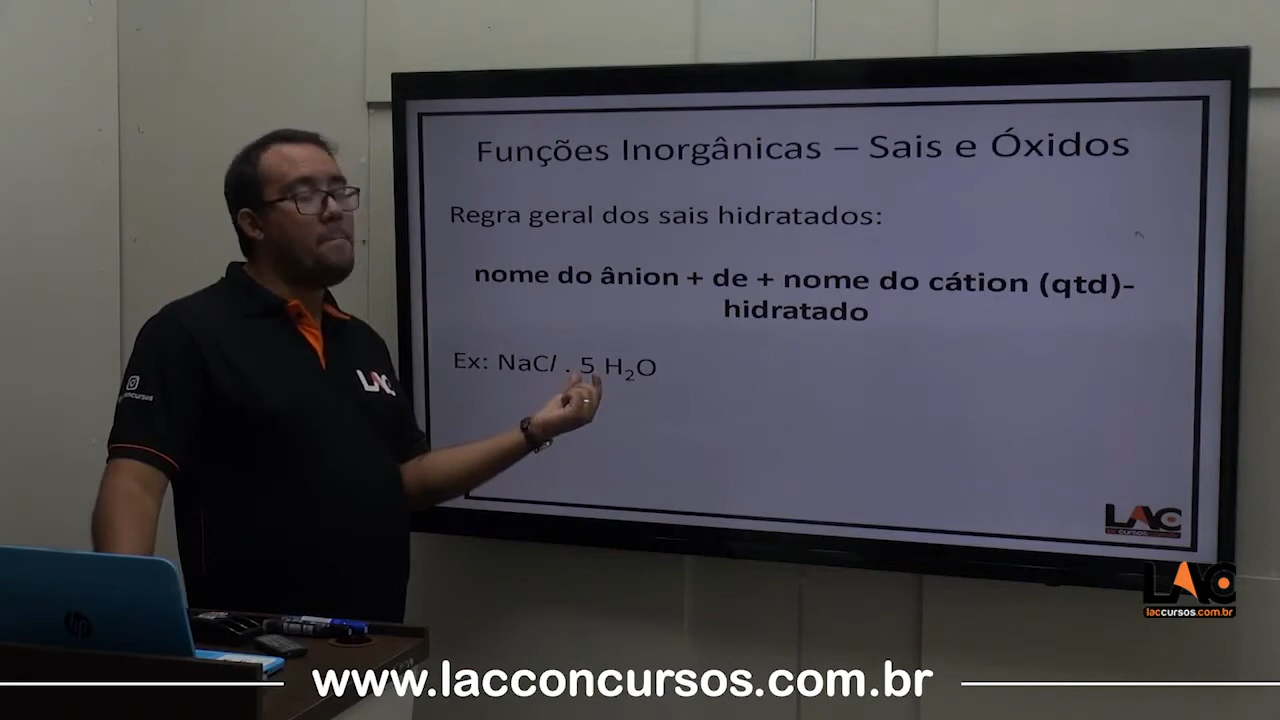 Funções Inorgânicas – Sais e Óxidos
Regra geral dos sais hidratados:
nome do ânion + de + nome do cátion (qtd)-
hidratado
Ex: NaCl . 5 H₂O
LAC
LAC
laccursos.com.br
hp
www.lacconcursos.com.br